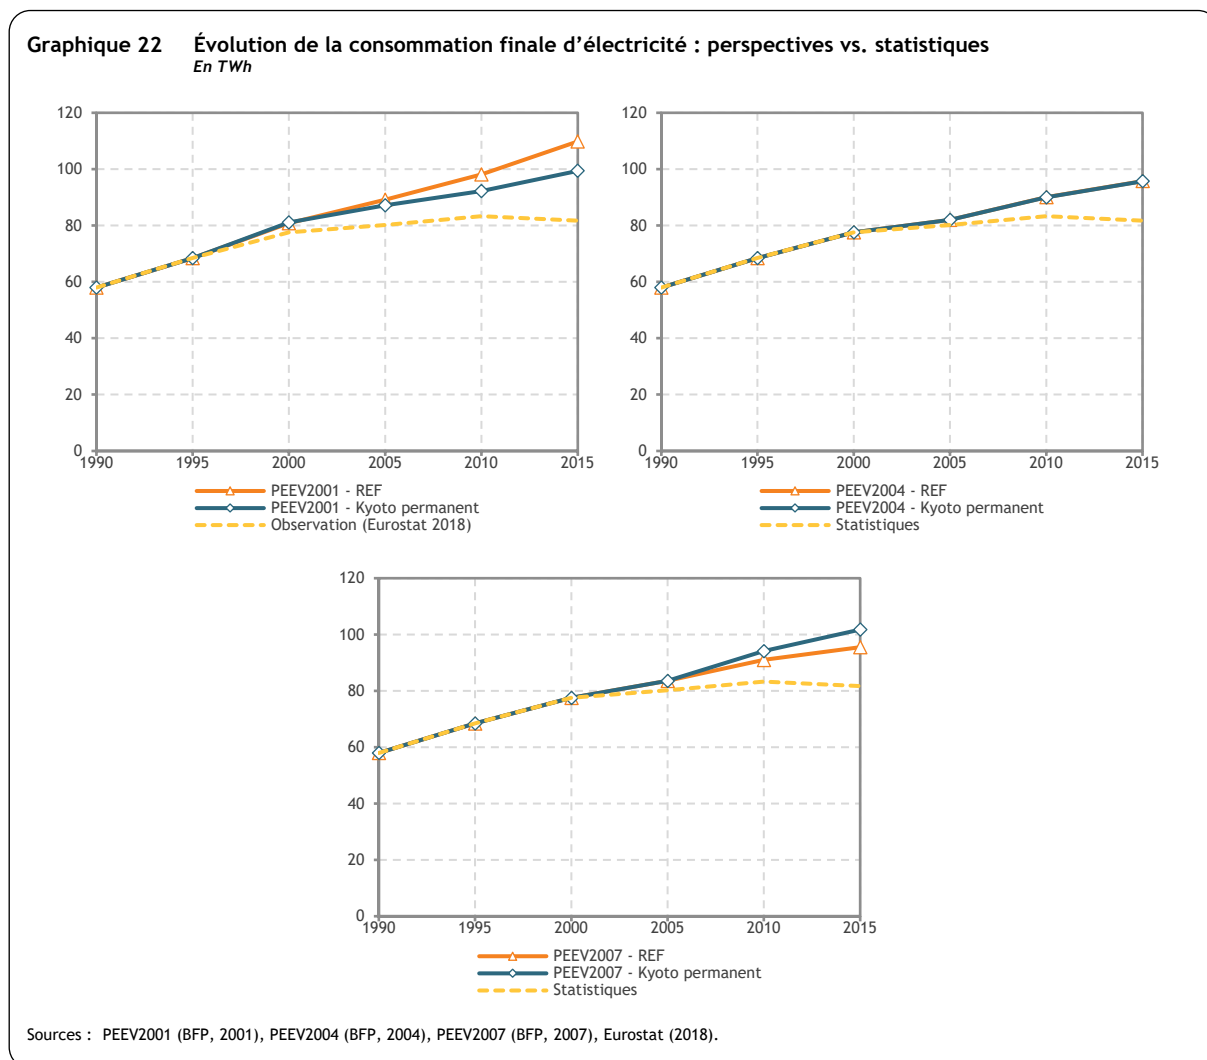 Graphique 22 Évolution de la consommation finale d’électricité : perspectives vs. statistiques
En TWh
120
100
80
60
40
20
0
1990 1995 2000 2005 2010 2015
PEEV2001 - REF
PEEV2001 - Kyoto permanent
Observation (Eurostat 2018)
120
100
80
60
40
20
0
1990 1995 2000 2005 2010 2015
PEEV2004 - REF
PEEV2004 - Kyoto permanent
Statistiques
120
100
80
60
40
20
0
1990 1995 2000 2005 2010 2015
PEEV2007 - REF
PEEV2007 - Kyoto permanent
Statistiques
Sources : PEEV2001 (BFP, 2001), PEEV2004 (BFP, 2004), PEEV2007 (BFP, 2007), Eurostat (2018).